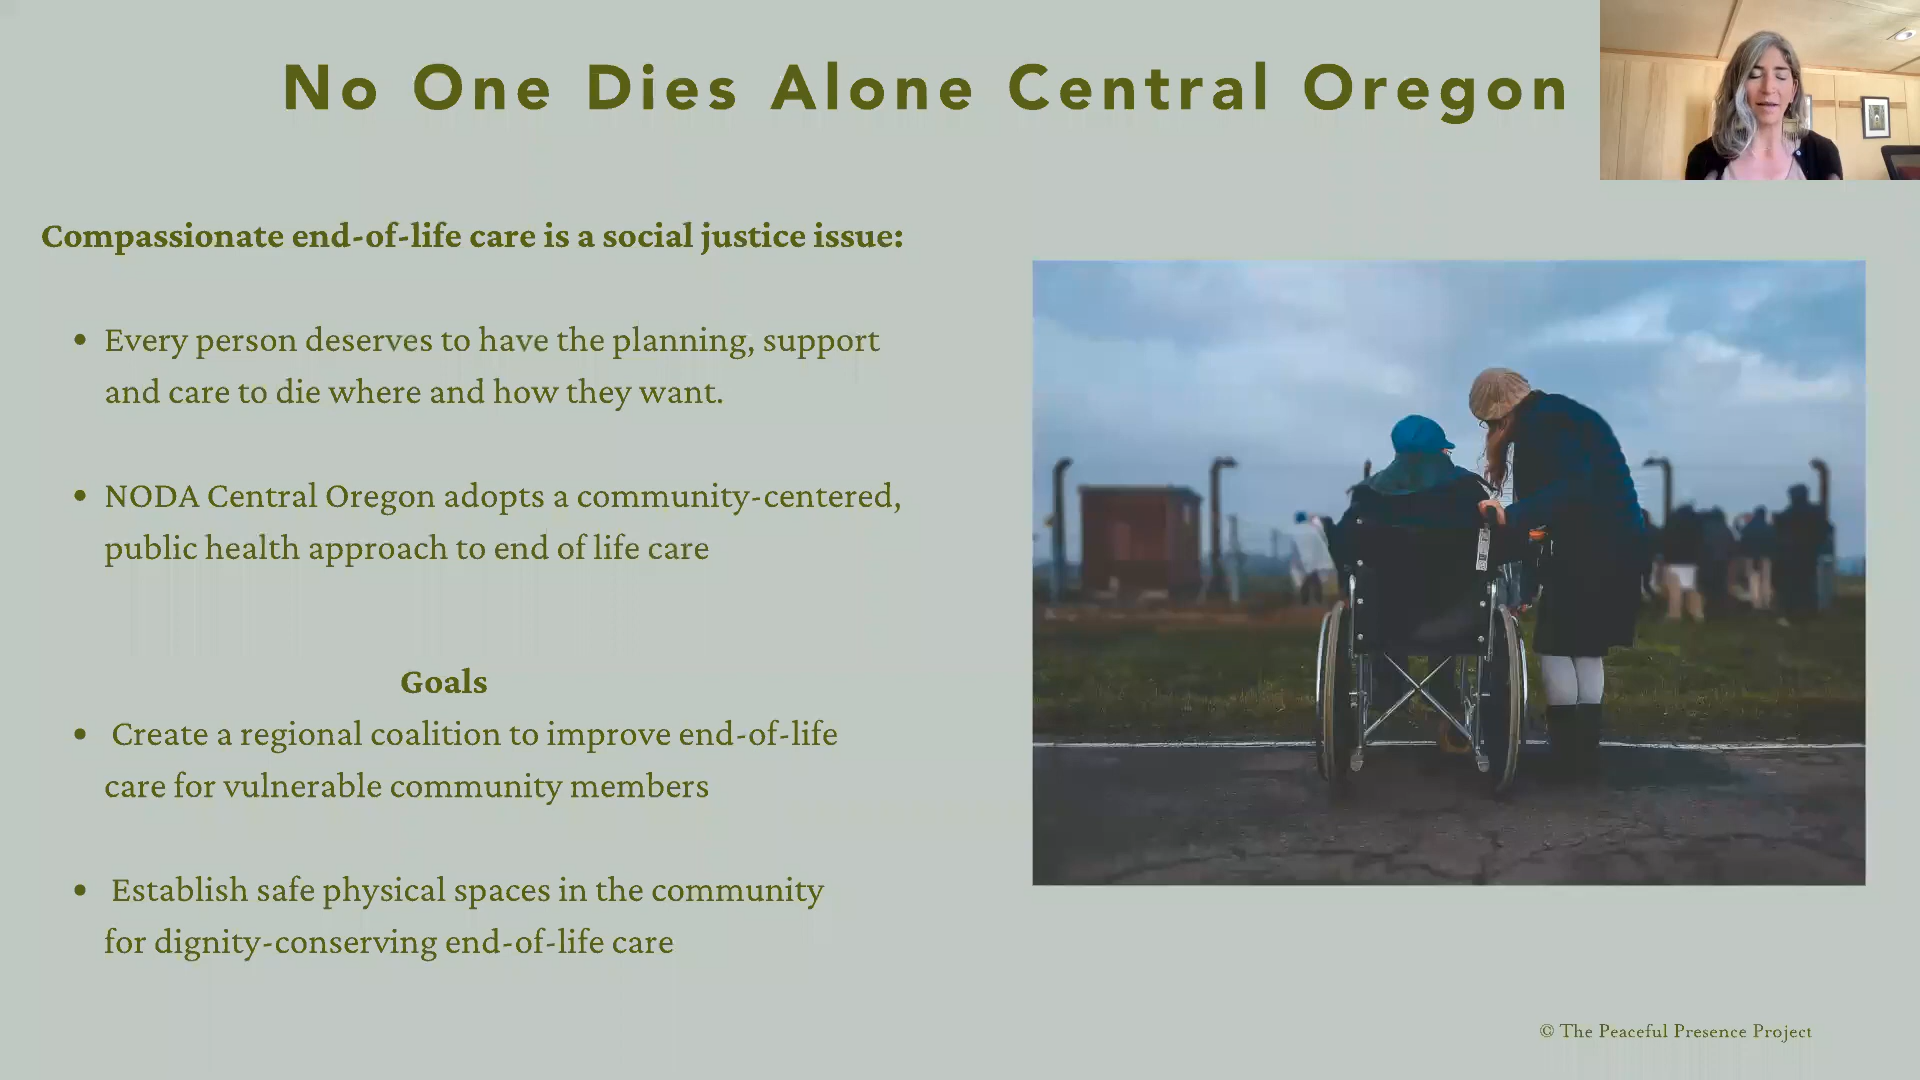 No One Dies Alone Central Oregon
Compassionate end-of-life care is a social justice issue:
• Every person deserves to have the planning, support
and care to die where and how they want.
• NODA Central Oregon adopts a community-centered,
public health approach to end of life care
Goals
• Create a regional coalition to improve end-of-life
care for vulnerable community members
• Establish safe physical spaces in the community
for dignity-conserving end-of-life care
© The Peaceful Presence Project